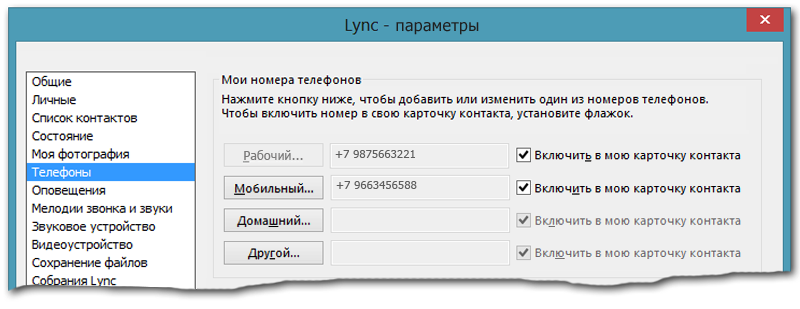 Lync - параметры
Общие
Личные
Список контактов
Состояние
Моя фотография
Телефоны
Оповещения
Мелодии звонка и звуки
Звуковое устройство
Видеоустройство
Сохранение файлов
Собрания Lync
Мои номера телефонов
Нажмите кнопку ниже, чтобы добавить или изменить один из номеров телефонов.
Чтобы включить номер в свою карточку контакта, установите флажок.
Рабочий... +7 9875663221 Включить в мою карточку контакта
Мобильный... +7 9663456588 Включить в мою карточку контакта
Домашний... Включить в мою карточку контакта
Другой... Включить в мою карточку контакта